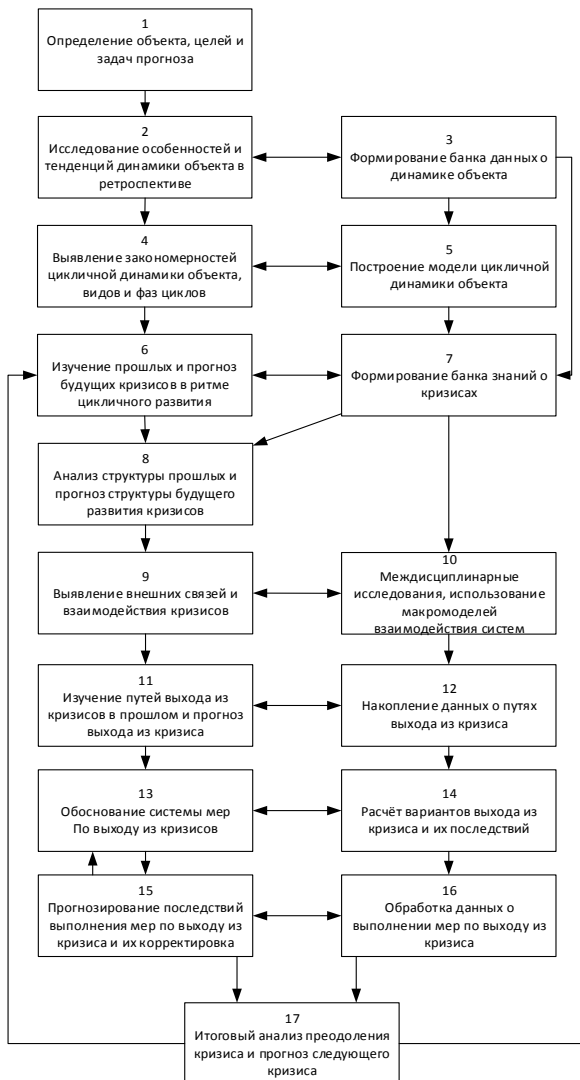 1
Определение объекта, целей и
задач прогноза
2
Исследование особенностей и
тенденций динамики объекта в
ретроспективе
3
Формирование банка данных о
динамике объекта
4
Выявление закономерностей
цикличной динамики объекта,
видов и фаз циклов
5
Построение модели цикличной
динамики объекта
6
Изучение прошлых и прогноз
будущих кризисов в ритме
цикличного развития
7
Формирование банка знаний о
кризисах
8
Анализ структуры прошлых и
прогноз структуры будущего
развития кризисов
9
Выявление внешних связей и
взаимодействия кризисов
10
Междисциплинарные
исследования, использование
макромоделей
взаимодействия систем
11
Изучение путей выхода из
кризисов в прошлом и прогноз
выхода из кризиса
12
Накопление данных о путях
выхода из кризиса
13
Обоснование системы мер
По выходу из кризисов
14
Расчёт вариантов выхода из
кризиса и их последствий
15
Прогнозирование последствий
выполнения мер по выходу из
кризиса и их корректировка
16
Обработка данных о
выполнении мер по выходу из
кризиса
17
Итоговый анализ преодоления
кризиса и прогноз следующего
кризиса